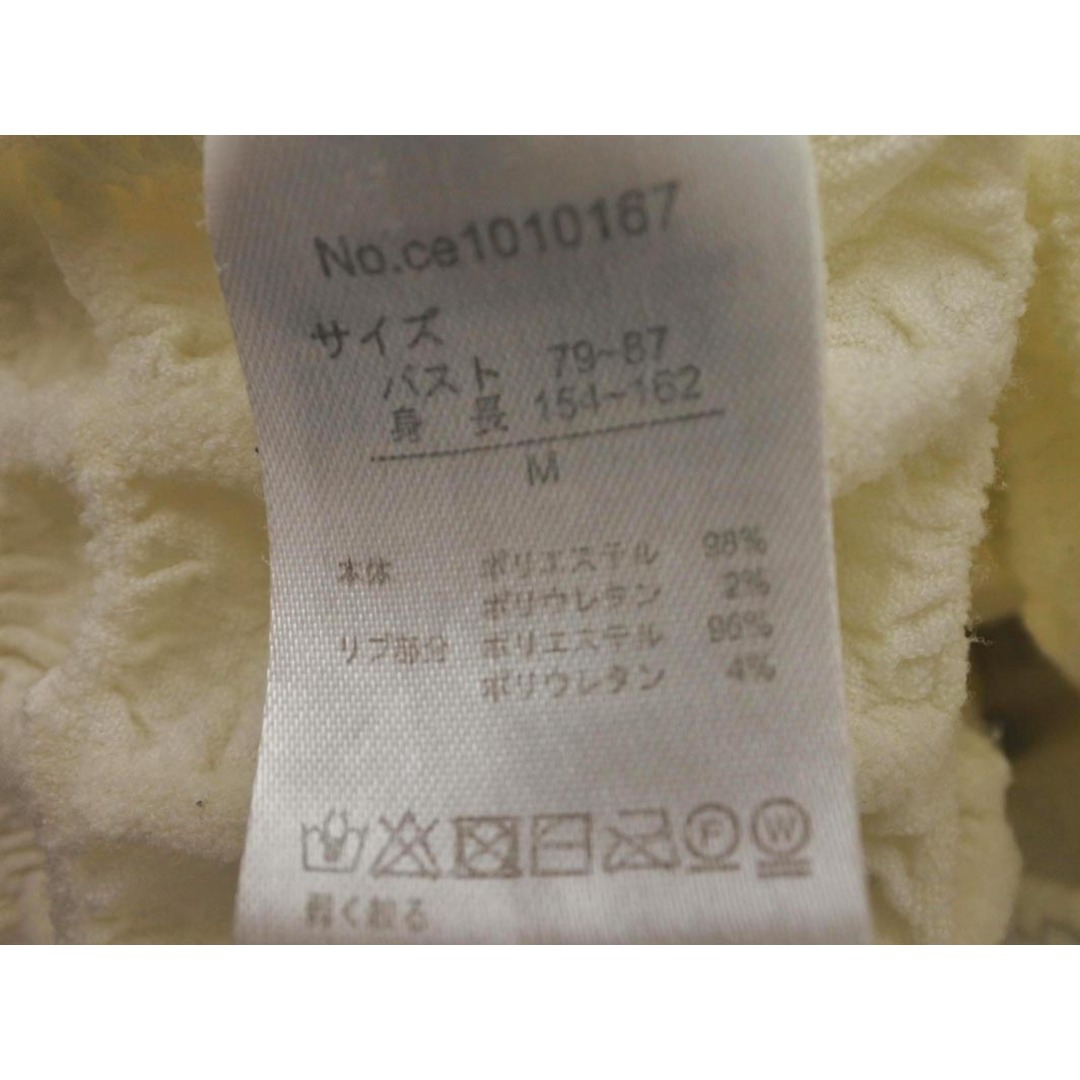 No.ce1010167
サイズ
バスト 79~87
身 長 154~162
M
本体 ポリエステル 98%
ポリウレタン 2%
リブ部分 ポリエステル 96%
ポリウレタン 4%
F W
軽く絞る